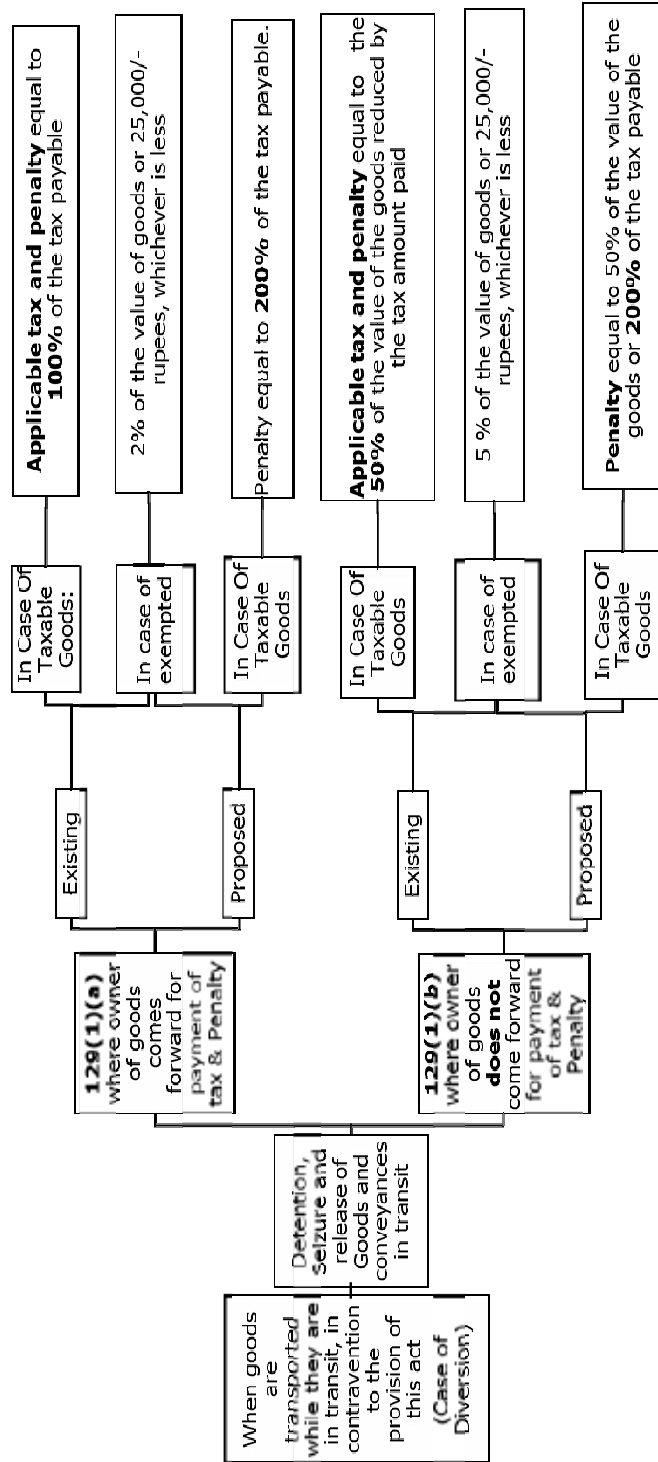 When goods
are
transported
while they are
in transit, in
contravention
to the
provision of
this act
(Case of
Diversion)
Detention,
seizure and
release of
Goods and
conveyances
in transit
129(1)(a)
where owner
of goods
comes
forward for
payment of
tax & Penalty
Existing
In Case Of
Taxable
Goods:
Applicable tax and penalty equal to
100% of the tax payable
In case of
exempted
2% of the value of goods or 25,000/-
rupees, whichever is less
Proposed
In Case Of
Taxable
Goods
Penalty equal to 200% of the tax payable.
129(1)(b)
where owner
of goods
does not
come forward
for payment
of tax &
Penalty
Existing
In Case Of
Taxable
Goods
Applicable tax and penalty equal to the
50% of the value of the goods reduced by
the tax amount paid
In case of
exempted
5 % of the value of goods or 25,000/-
rupees, whichever is less
Proposed
In Case Of
Taxable
Goods
Penalty equal to 50% of the value of the
goods or 200% of the tax payable